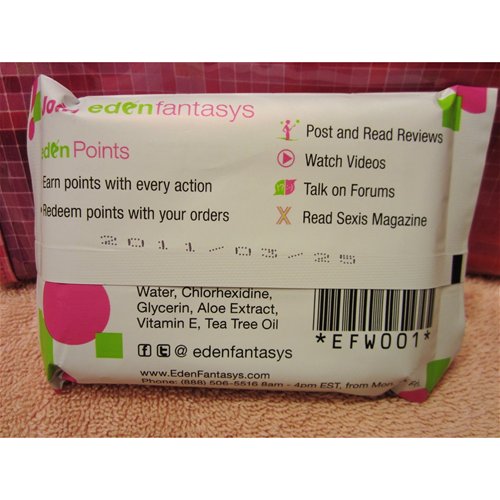 edenfantasys
eden Points
Earn points with every action
Redeem points with your orders
Post and Read Reviews
Watch Videos
Talk on Forums
Read Sexis Magazine
2011/03/25
Water, Chlorhexidine,
Glycerin, Aloe Extract,
Vitamin E, Tea Tree Oil
@ edenfantasys
www.EdenFantasys.com
Phone: (888) 506-5516 8am - 4pm EST, from Mon
*EFW001*